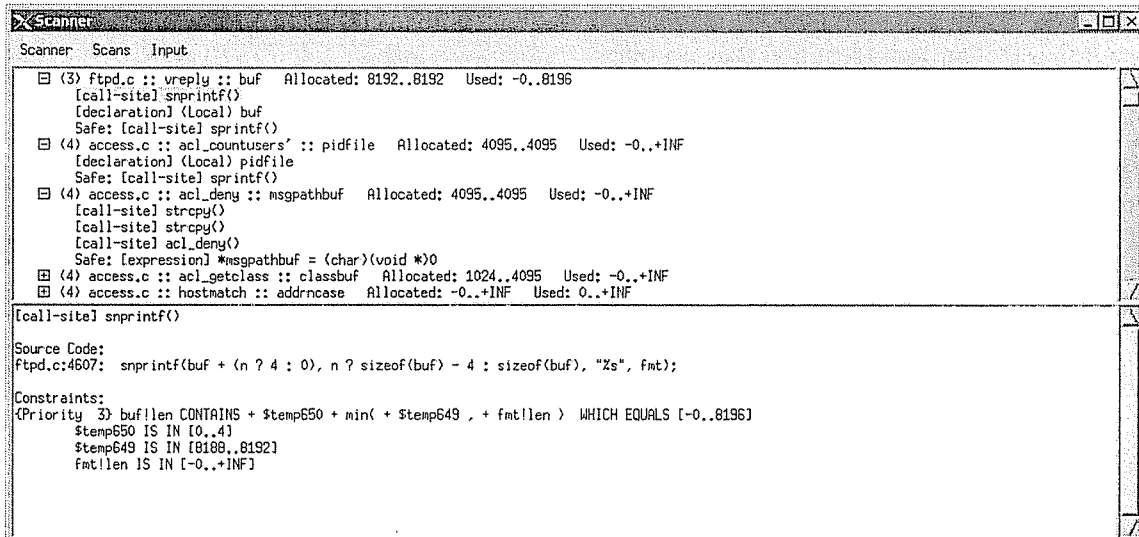 Scanner
Scanner Scans Input
(3) ftpd.c :: vreply :: buf Allocated: 8192..8192 Used: -0..8196
[call-site] snprintf()
[declaration] (Local) buf
Safe: [call-site] sprintf()
(4) access.c :: acl_countusers' :: pidfile Allocated: 4095..4095 Used: -0..+INF
[declaration] (Local) pidfile
Safe: [call-site] sprintf()
(4) access.c :: acl_deny :: msgpathbuf Allocated: 4095..4095 Used: -0..+INF
[call-site] strcpy()
[call-site] strcpy()
[call-site] acl_deny()
Safe: [expression] *msgpathbuf = (char)(void *)0
(4) access.c :: acl_getclass :: classbuf Allocated: 1024..4095 Used: -0..+INF
(4) access.c :: hostmatch :: addrncase Allocated: -0..+INF Used: 0..+INF
[call-site] snprintf()
Source Code:
ftpd.c:4607: snprintf(buf + (n ? 4 : 0), n ? sizeof(buf) - 4 : sizeof(buf), "%s", fmt);
Constraints:
{Priority 3} buf!len CONTAINS + $temp650 + min( + $temp649 , + fmt!len ) WHICH EQUALS [-0..8196]
$temp650 IS IN [0..4]
$temp649 IS IN [8188..8192]
fmt!len IS IN [-0..+INF]